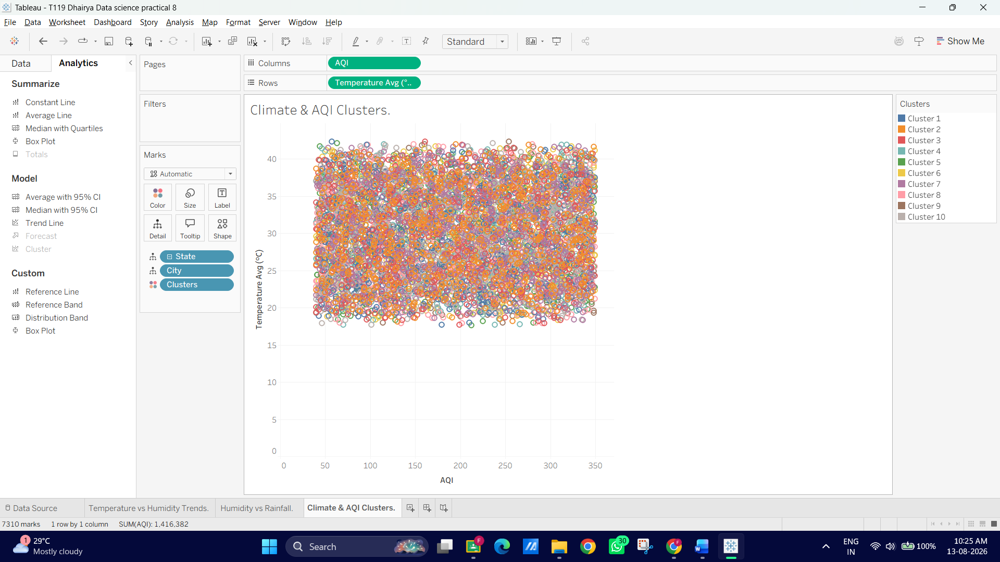 Tableau - T119 Dhairya Data science practical 8
File Data Worksheet Dashboard Story Analysis Map Format Server Window Help
Standard
Show Me
Data Analytics
Summarize
Constant Line
Average Line
Median with Quartiles
Box Plot
Totals
Model
Average with 95% CI
Median with 95% CI
Trend Line
Forecast
Cluster
Custom
Reference Line
Reference Band
Distribution Band
Box Plot
Pages
Filters
Marks
Automatic
Color Size Label
Detail Tooltip Shape
State
City
Clusters
Columns AQI
Rows Temperature Avg (°..
Climate & AQI Clusters.
Temperature Avg (°C)
40
35
30
25
20
15
10
5
0
0 50 100 150 200 250 300 350
AQI
Clusters
Cluster 1
Cluster 2
Cluster 3
Cluster 4
Cluster 5
Cluster 6
Cluster 7
Cluster 8
Cluster 9
Cluster 10
Data Source Temperature vs Humidity Trends. Humidity vs Rainfall. Climate & AQI Clusters.
7310 marks 1 row by 1 column SUM(AQI): 1,416,382
1
29°C
Mostly cloudy
Search
F
30
F
W
ENG
IN
100%
10:25 AM
13-08-2026